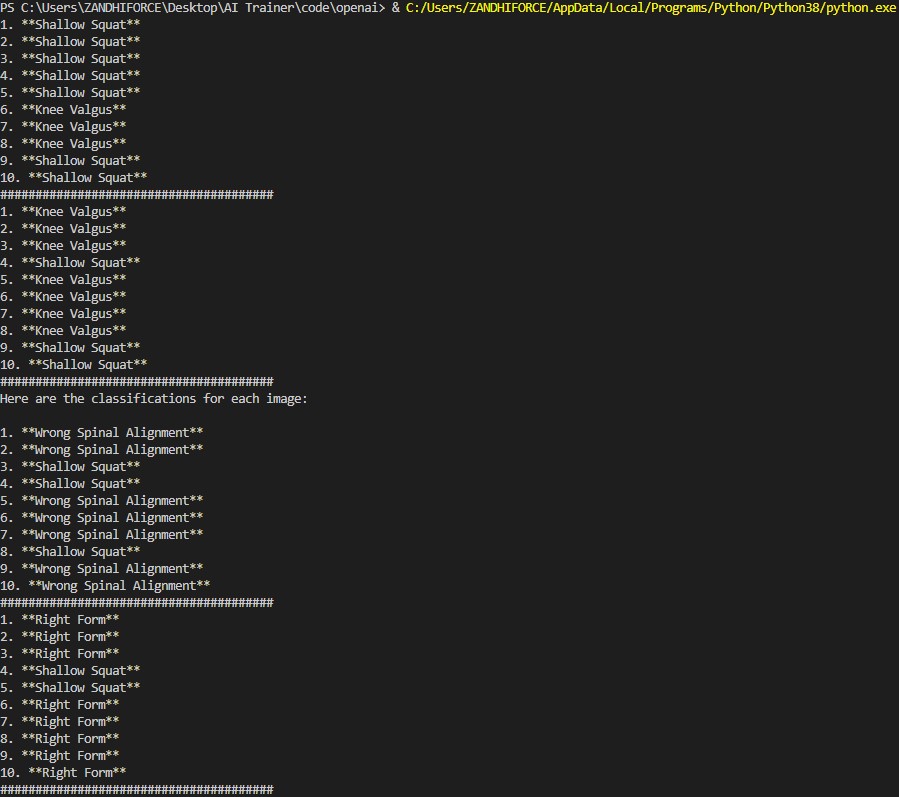 PS C:\Users\ZANDHIFORCE\Desktop\AI Trainer\code\openai> & C:/Users/ZANDHIFORCE/AppData/Local/Programs/Python/Python38/python.exe
1. **Shallow Squat**
2. **Shallow Squat**
3. **Shallow Squat**
4. **Shallow Squat**
5. **Shallow Squat**
6. **Knee Valgus**
7. **Knee Valgus**
8. **Knee Valgus**
9. **Shallow Squat**
10. **Shallow Squat**
#######################################
1. **Knee Valgus**
2. **Knee Valgus**
3. **Knee Valgus**
4. **Shallow Squat**
5. **Knee Valgus**
6. **Knee Valgus**
7. **Knee Valgus**
8. **Knee Valgus**
9. **Shallow Squat**
10. **Shallow Squat**
#######################################
Here are the classifications for each image:
1. **Wrong Spinal Alignment**
2. **Wrong Spinal Alignment**
3. **Shallow Squat**
4. **Shallow Squat**
5. **Wrong Spinal Alignment**
6. **Wrong Spinal Alignment**
7. **Wrong Spinal Alignment**
8. **Shallow Squat**
9. **Wrong Spinal Alignment**
10. **Wrong Spinal Alignment**
#######################################
1. **Right Form**
2. **Right Form**
3. **Right Form**
4. **Shallow Squat**
5. **Shallow Squat**
6. **Right Form**
7. **Right Form**
8. **Right Form**
9. **Right Form**
10. **Right Form**
#######################################